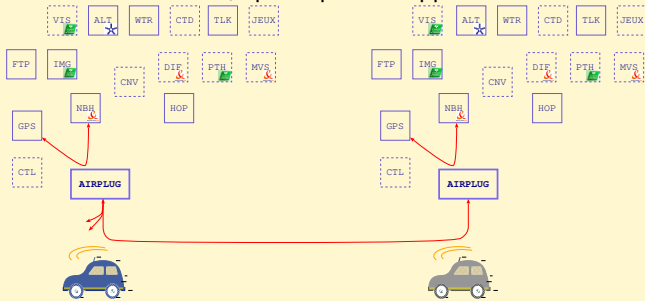 VIS ALT WTR CTD TLK JEUX VIS ALT WTR CTD TLK JEUX
FTP IMG CNV DIF PTH MVS FTP IMG CNV DIF PTH MVS
NBH HOP NBH HOP
GPS GPS
CTL AIRPLUG CTL AIRPLUG